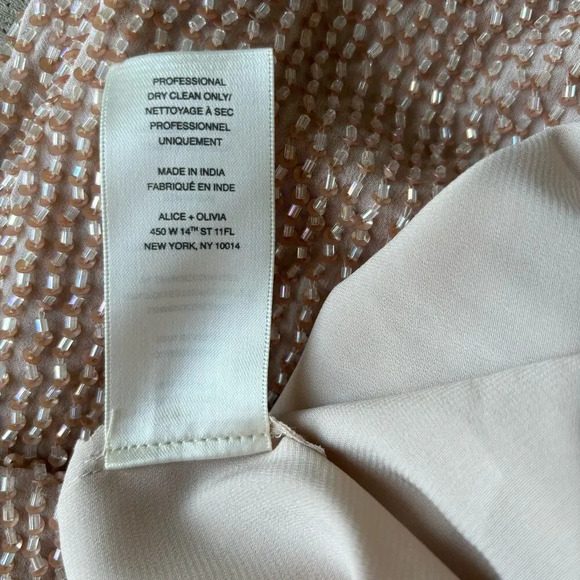 PROFESSIONAL
DRY CLEAN ONLY/
NETTOYAGE À SEC
PROFESSIONNEL
UNIQUEMENT
MADE IN INDIA
FABRIQUÉ EN INDE
ALICE + OLIVIA
450 W 14TH ST 11FL
NEW YORK, NY 10014